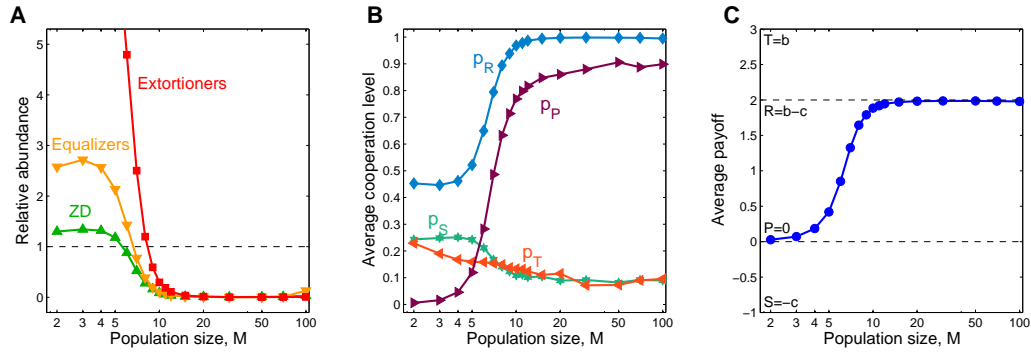 A
Relative abundance
5
4
3
2
1
0
Extortioners
Equalizers
ZD
2 3 4 5 10 20 50 100
Population size, M
B
Average cooperation level
1
0.9
0.8
0.7
0.6
0.5
0.4
0.3
0.2
0.1
0
pR
pP
pS
pT
2 3 4 5 10 20 50 100
Population size, M
C
Average payoff
3
2.5
2
1.5
1
0.5
0
−0.5
−1
T=b
R=b−c
P=0
S=−c
2 3 4 5 10 20 50 100
Population size, M